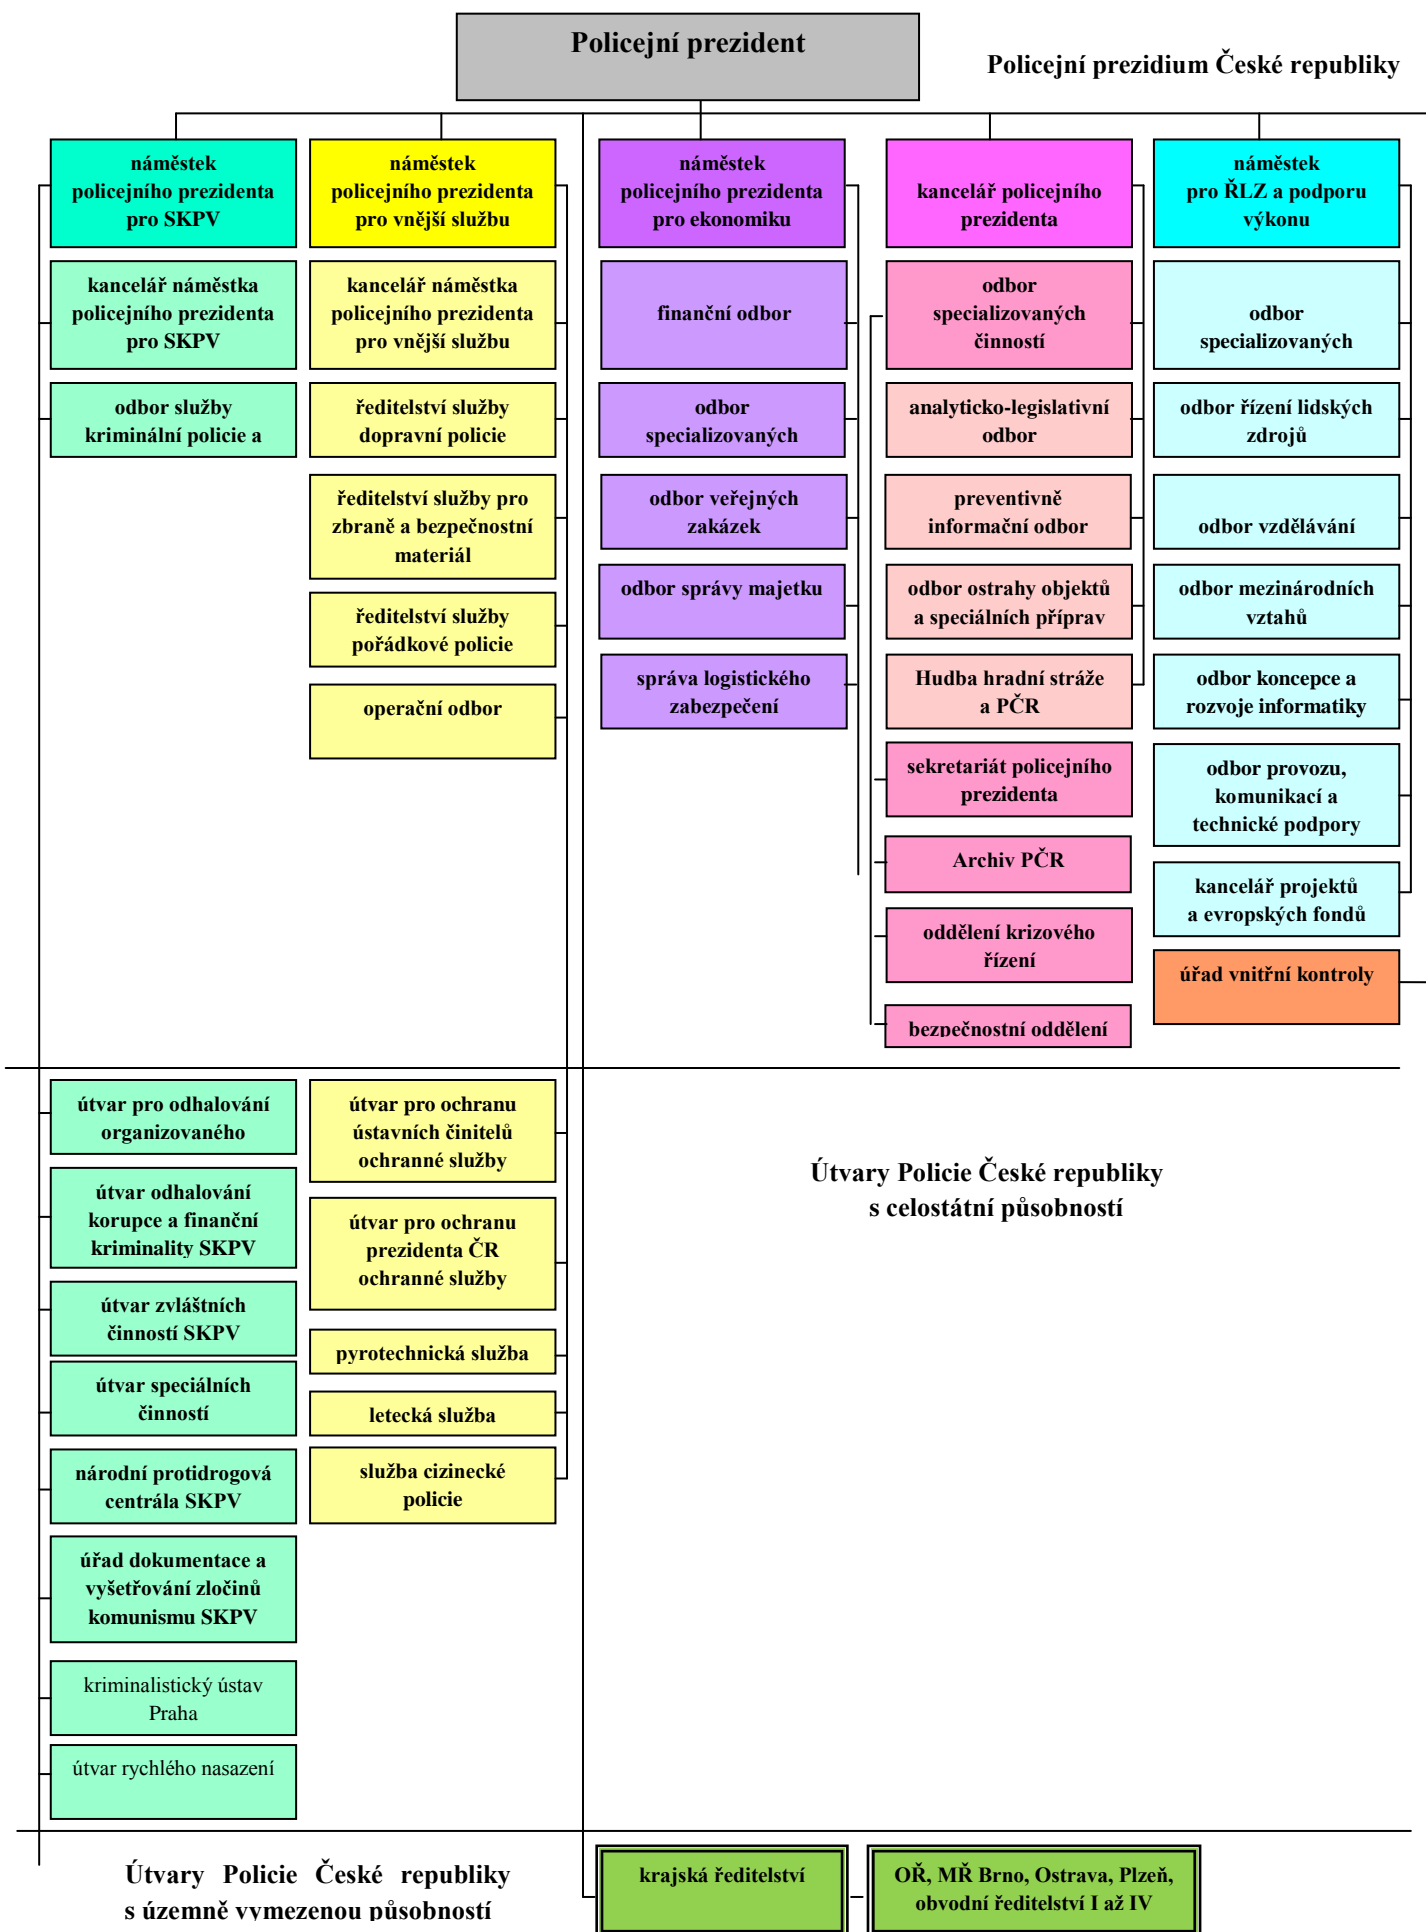 Policejní prezident
Policejní prezidium České republiky
náměstek
policejního prezidenta
pro SKPV
kancelář náměstka
policejního prezidenta
pro SKPV
odbor služby
kriminální policie a
náměstek
policejního prezidenta
pro vnější službu
kancelář náměstka
policejního prezidenta
pro vnější službu
ředitelství služby
dopravní policie
ředitelství služby pro
zbraně a bezpečnostní
materiál
ředitelství služby
pořádkové policie
operační odbor
náměstek
policejního prezidenta
pro ekonomiku
finanční odbor
odbor
specializovaných
odbor veřejných
zakázek
odbor správy majetku
správa logistického
zabezpečení
kancelář policejního
prezidenta
odbor
specializovaných
činností
analyticko-legislativní
odbor
preventivně
informační odbor
odbor ostrahy objektů
a speciálních příprav
Hudba hradní stráže
a PČR
sekretariát policejního
prezidenta
Archiv PČR
oddělení krizového
řízení
bezpečnostní oddělení
náměstek
pro ŘLZ a podporu
výkonu
odbor
specializovaných
odbor řízení lidských
zdrojů
odbor vzdělávání
odbor mezinárodních
vztahů
odbor koncepce a
rozvoje informatiky
odbor provozu,
komunikací a
technické podpory
kancelář projektů
a evropských fondů
úřad vnitřní kontroly
útvar pro odhalování
organizovaného
útvar odhalování
korupce a finanční
kriminality SKPV
útvar zvláštních
činností SKPV
útvar speciálních
činností
národní protidrogová
centrála SKPV
úřad dokumentace a
vyšetřování zločinů
komunismu SKPV
kriminalistický ústav
Praha
útvar rychlého nasazení
útvar pro ochranu
ústavních činitelů
ochranné služby
útvar pro ochranu
prezidenta ČR
ochranné služby
pyrotechnická služba
letecká služba
služba cizinecké
policie
Útvary Policie České republiky
s celostátní působností
Útvary Policie České republiky
s územně vymezenou působností
krajská ředitelství
OŘ, MŘ Brno, Ostrava, Plzeň,
obvodní ředitelství I až IV